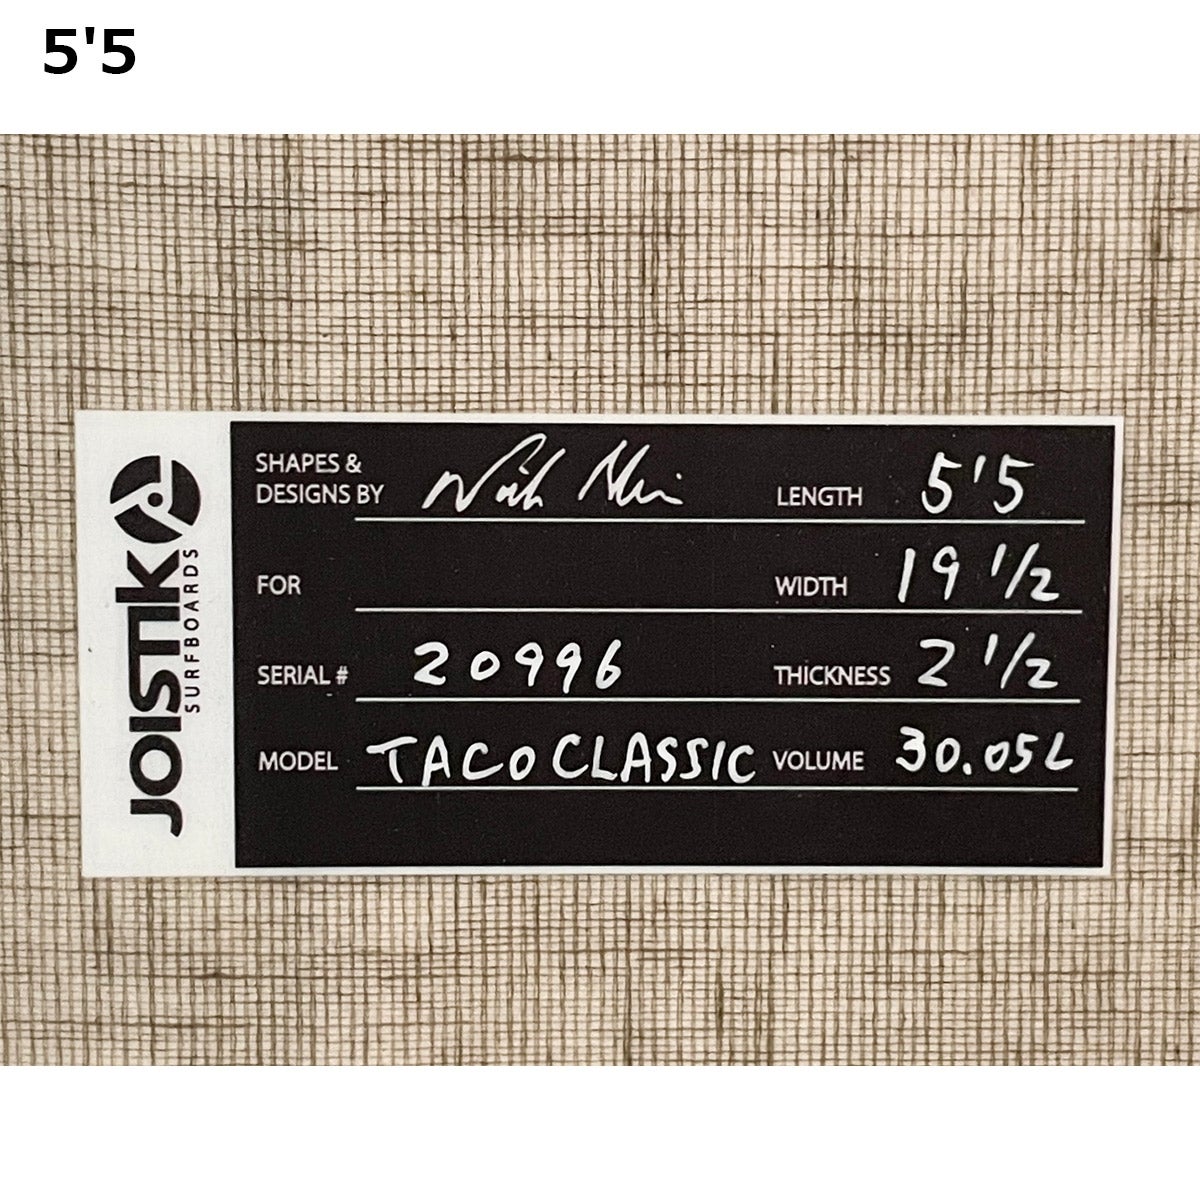 5'5
JOISTIK
SURFBOARDS
SHAPES &
DESIGNS BY
LENGTH 5'5
FOR
WIDTH 19 1/2
SERIAL # 20996
THICKNESS 2 1/2
MODEL TACO CLASSIC
VOLUME 30.05L